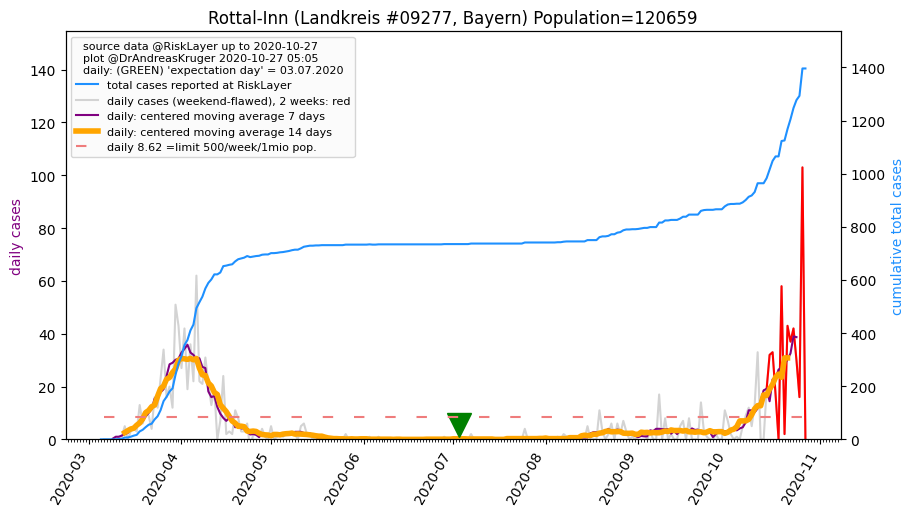 Rottal-Inn (Landkreis #09277, Bayern) Population=120659
source data @RiskLayer up to 2020-10-27
plot @DrAndreasKruger 2020-10-27 05:05
daily: (GREEN) 'expectation day' = 03.07.2020
total cases reported at RiskLayer
daily cases (weekend-flawed), 2 weeks: red
daily: centered moving average 7 days
daily: centered moving average 14 days
daily 8.62 =limit 500/week/1mio pop.
daily cases
140
120
100
80
60
40
20
0
1400
1200
1000
800
600
400
200
0
cumulative total cases
2020-03
2020-04
2020-05
2020-06
2020-07
2020-08
2020-09
2020-10
2020-11